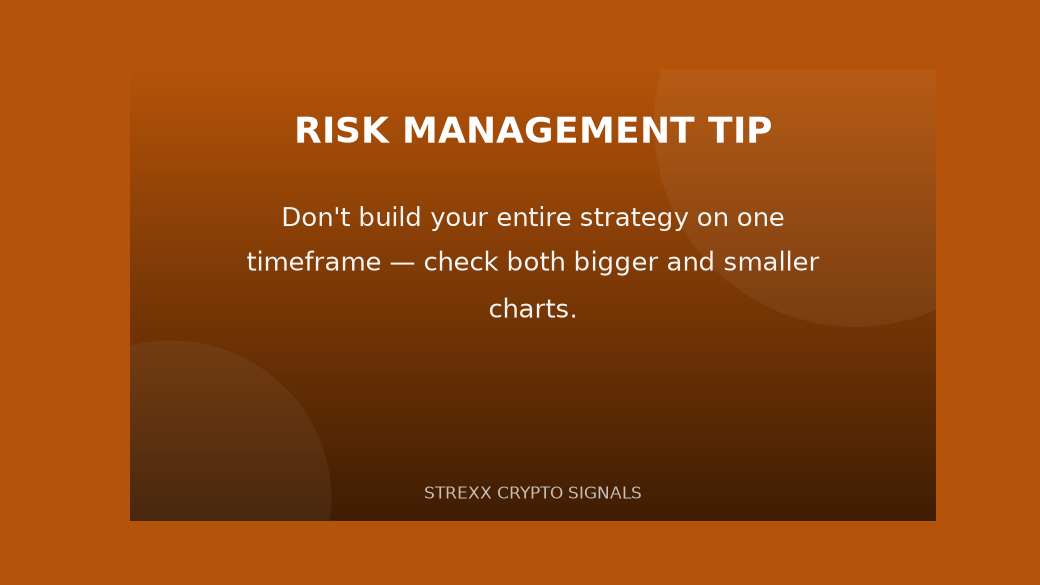 RISK MANAGEMENT TIP
Don't build your entire strategy on one
timeframe — check both bigger and smaller
charts.
STREXX CRYPTO SIGNALS